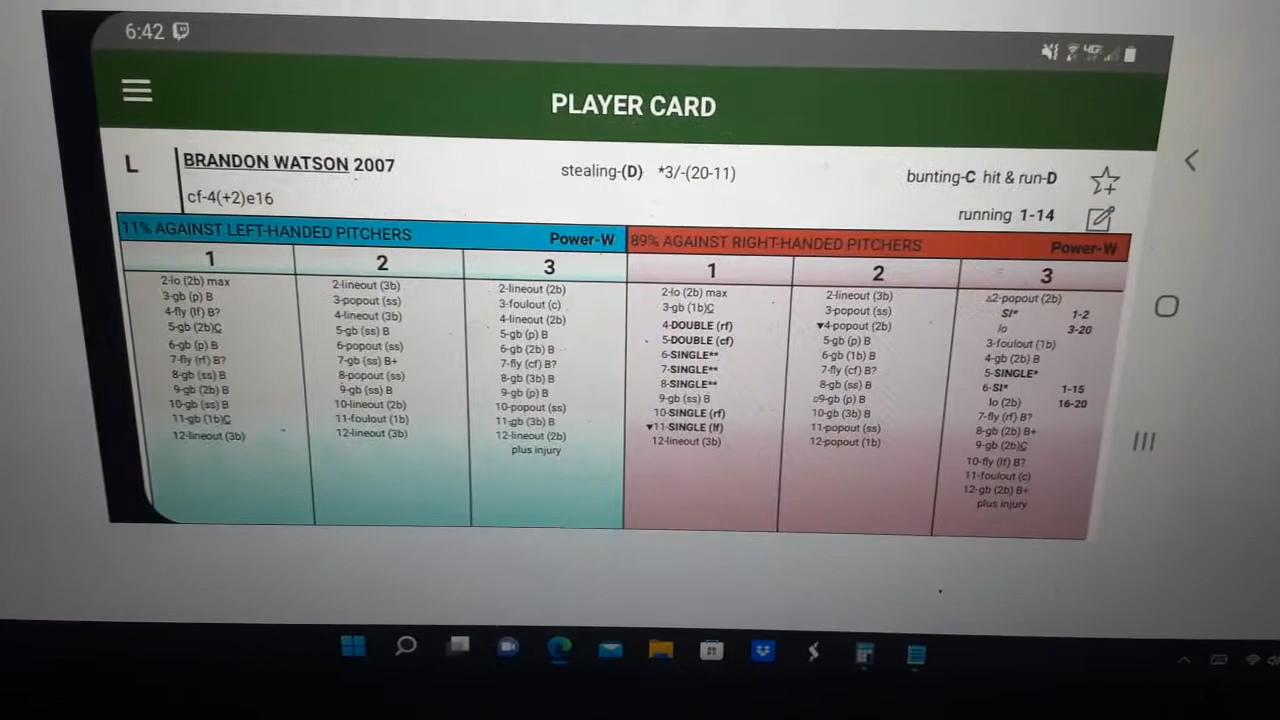 6:42
4G
PLAYER CARD
L
BRANDON WATSON 2007
stealing-(D) *3/-(20-11)
bunting-C hit & run-D
cf-4(+2)e16
running 1-14
11% AGAINST LEFT-HANDED PITCHERS
Power-W
89% AGAINST RIGHT-HANDED PITCHERS
Power-W
1
2-lo (2b) max
3-gb (p) B
4-fly (lf) B?
5-gb (2b)C
6-gb (p) B
7-fly (rf) B?
8-gb (ss) B
9-gb (2b) B
10-gb (ss) B
11-gb (1b)C
12-lineout (3b)
2
2-lineout (3b)
3-popout (ss)
4-lineout (3b)
5-gb (ss) B
6-popout (ss)
7-gb (ss) B+
8-popout (ss)
9-gb (ss) B
10-lineout (2b)
11-foulout (1b)
12-lineout (3b)
3
2-lineout (2b)
3-foulout (c)
4-lineout (2b)
5-gb (p) B
6-gb (2b) B
7-fly (cf) B?
8-gb (3b) B
9-gb (p) B
10-popout (ss)
11-gb (3b) B
12-lineout (2b)
plus injury
1
2-lo (2b) max
3-gb (1b)C
4-DOUBLE (rf)
5-DOUBLE (cf)
6-SINGLE**
7-SINGLE**
8-SINGLE**
9-gb (ss) B
10-SINGLE (rf)
▼11-SINGLE (lf)
12-lineout (3b)
2
2-lineout (3b)
3-popout (ss)
▼4-popout (2b)
5-gb (p) B
6-gb (1b) B
7-fly (cf) B?
8-gb (ss) B
9-gb (p) B
10-gb (3b) B
11-popout (ss)
12-popout (1b)
3
△2-popout (2b)
SI* 1-2
lo 3-20
3-foulout (1b)
4-gb (2b) B
5-SINGLE*
6-SI* 1-15
lo (2b) 16-20
7-fly (rf) B?
8-gb (2b) B+
9-gb (2b)C
10-fly (lf) B?
11-foulout (c)
12-gb (2b) B+
plus injury